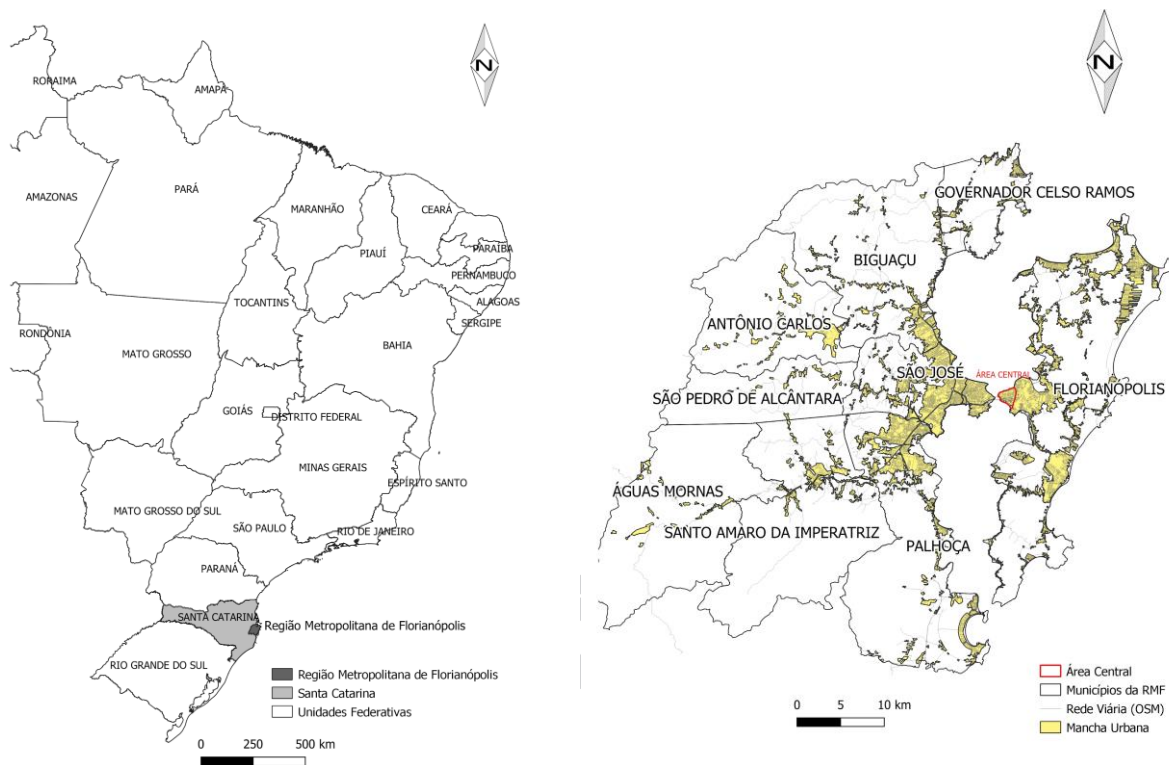 N
RORAIMA
AMAPÁ
AMAZONAS
PARÁ
MARANHÃO
CEARÁ
PIAUÍ
PARAÍBA
PERNAMBUCO
ALAGOAS
SERGIPE
TOCANTINS
RONDÔNIA
MATO GROSSO
BAHIA
GOIÁS
DISTRITO FEDERAL
MINAS GERAIS
ESPÍRITO SANTO
MATO GROSSO DO SUL
SÃO PAULO
RIO DE JANEIRO
PARANÁ
SANTA CATARINA
Região Metropolitana de Florianópolis
RIO GRANDE DO SUL
Região Metropolitana de Florianópolis
Santa Catarina
Unidades Federativas
0 250 500 km
N
GOVERNADOR CELSO RAMOS
BIGUAÇU
ANTÔNIO CARLOS
SÃO JOSÉ
ÁREA CENTRAL
FLORIANÓPOLIS
SÃO PEDRO DE ALCÂNTARA
ÁGUAS MORNAS
SANTO AMARO DA IMPERATRIZ
PALHOÇA
Área Central
Municípios da RMF
Rede Viária (OSM)
Mancha Urbana
0 5 10 km